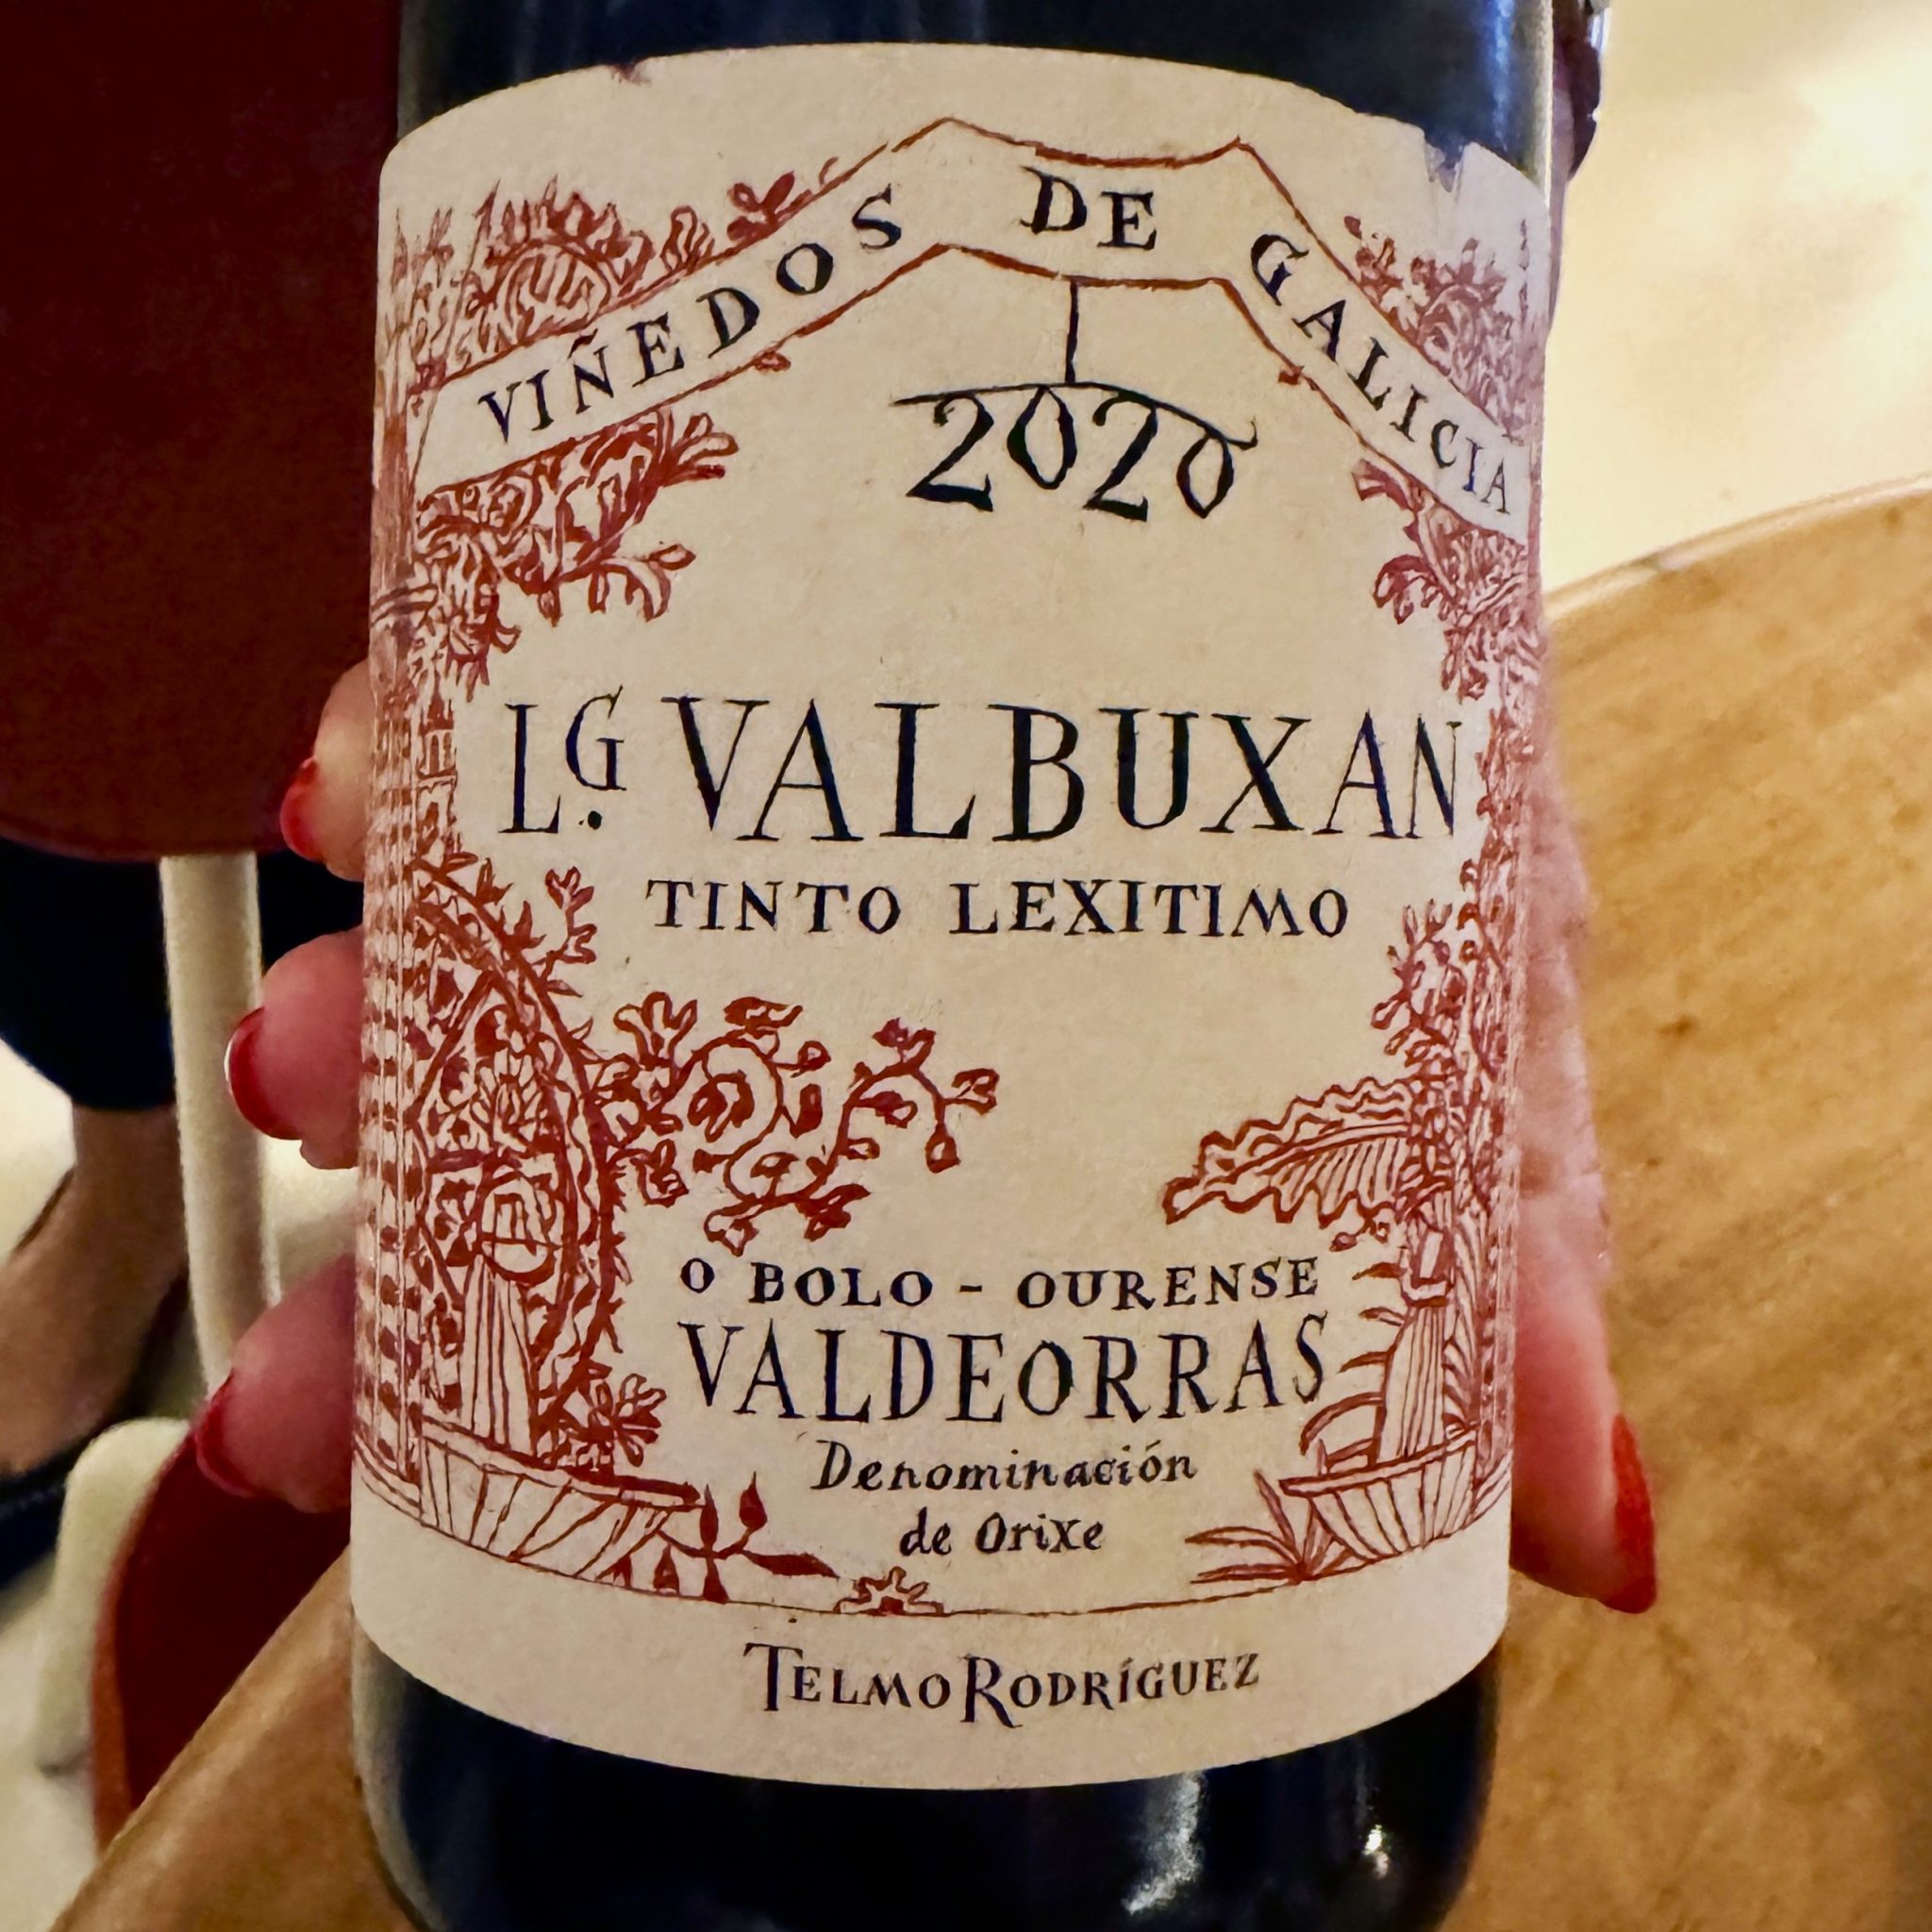 VIÑEDOS DE GALICIA
2020
LG. VALBUXAN
TINTO LEXITIMO
O BOLO - OURENSE
VALDEORRAS
Denominación
de Orixe
TELMO RODRÍGUEZ